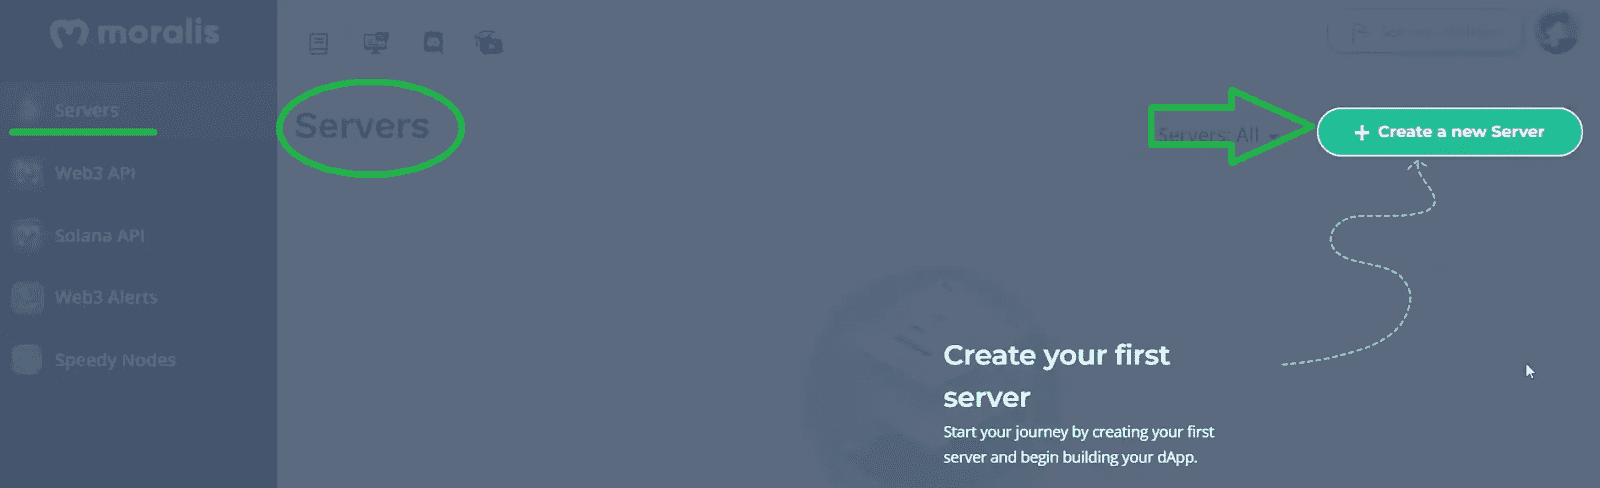 moralis
Servers
Web3 API
Solana API
Web3 Alerts
Speedy Nodes
Servers
Servers: All
+ Create a new Server
Create your first
server
Start your journey by creating your first
server and begin building your dApp.